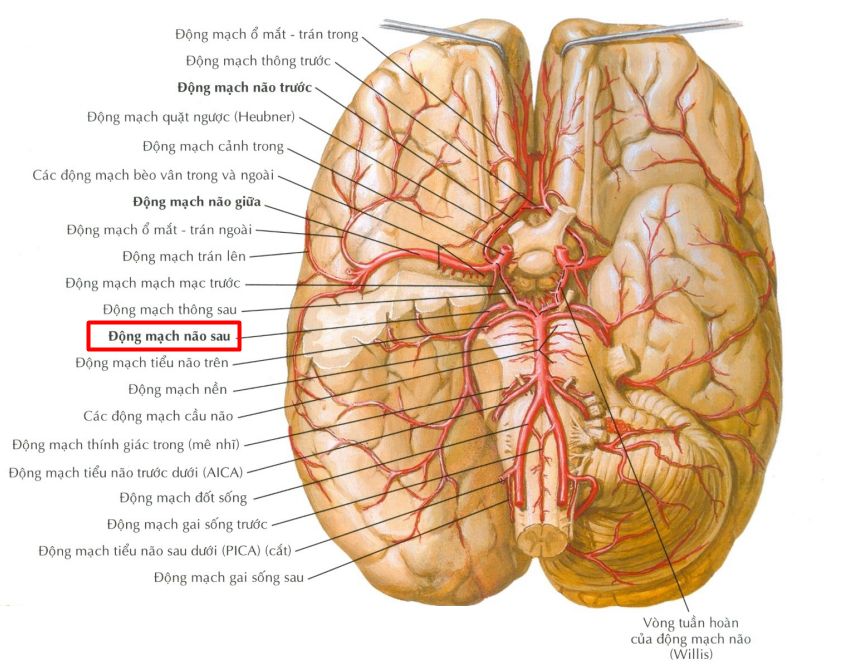 Động mạch ổ mắt - trán trong
Động mạch thông trước
Động mạch não trước
Động mạch quặt ngược (Heubner)
Động mạch cảnh trong
Các động mạch bèo vân trong và ngoài
Động mạch não giữa
Động mạch ổ mắt - trán ngoài
Động mạch trán lên
Động mạch mạch mạc trước
Động mạch thông sau
Động mạch não sau
Động mạch tiểu não trên
Động mạch nền
Các động mạch cầu não
Động mạch thính giác trong (mê nhĩ)
Động mạch tiểu não trước dưới (AICA)
Động mạch đốt sống
Động mạch gai sống trước
Động mạch tiểu não sau dưới (PICA) (cắt)
Động mạch gai sống sau
Vòng tuần hoàn
của động mạch não
(Willis)